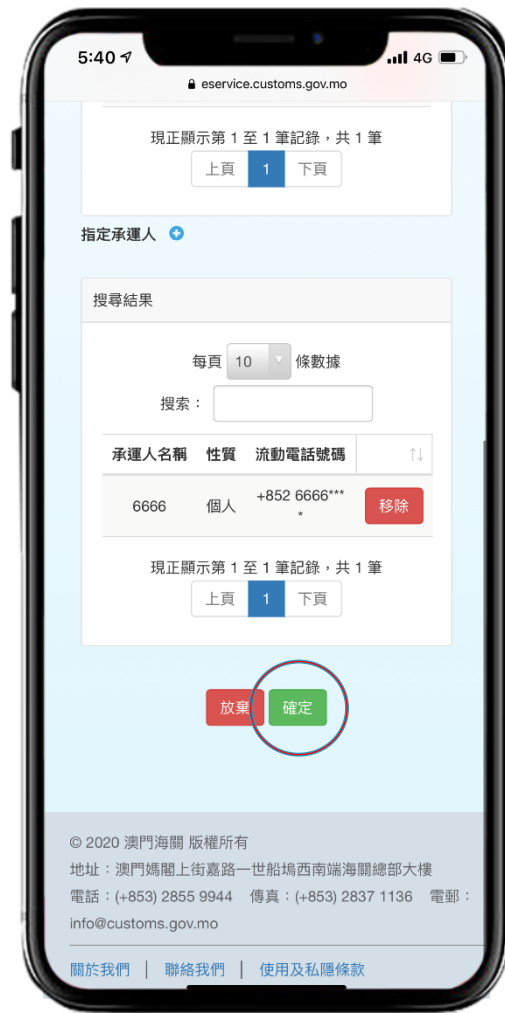 5:40
4G
eservice.customs.gov.mo
現正顯示第 1 至 1 筆記錄，共 1 筆
上頁 1 下頁
指定承運人
搜尋結果
每頁 10 條數據
搜索：
承運人名稱 性質 流動電話號碼
6666 個人 +852 6666***
* 移除
現正顯示第 1 至 1 筆記錄，共 1 筆
上頁 1 下頁
放棄 確定
© 2020 澳門海關 版權所有
地址：澳門媽閣上街嘉路一世船塢西南端海關總部大樓
電話：(+853) 2855 9944 傳真：(+853) 2837 1136 電郵：
info@customs.gov.mo
關於我們 | 聯絡我們 | 使用及私隱條款